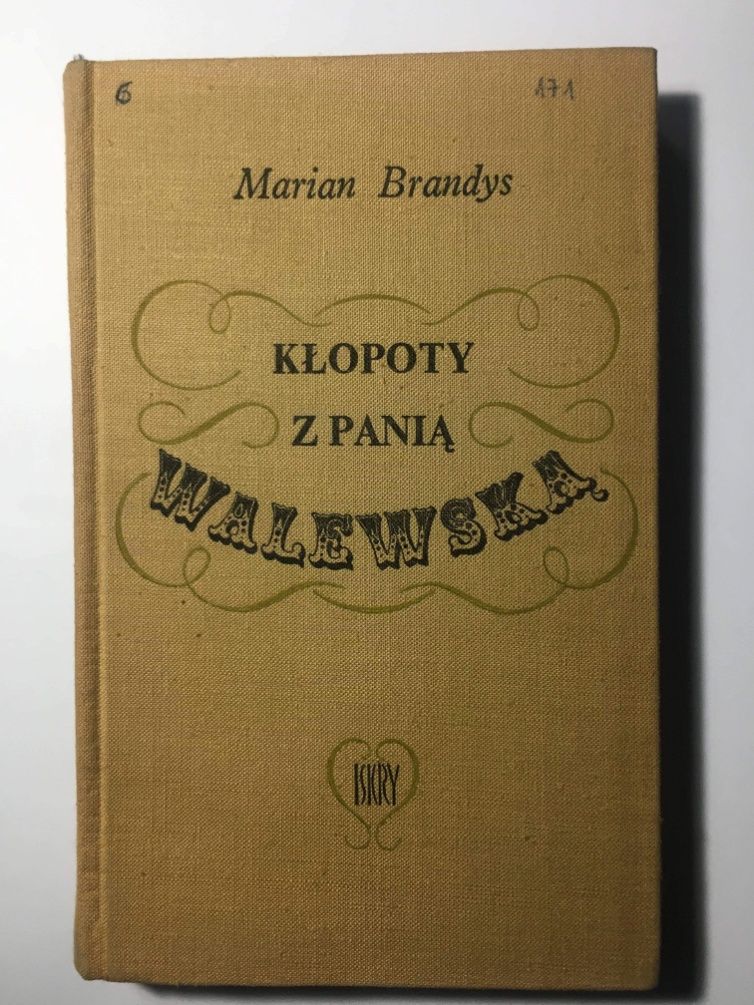 6 171
Marian Brandys
KŁOPOTY
Z PANIĄ
WALEWSKĄ
ISKRY